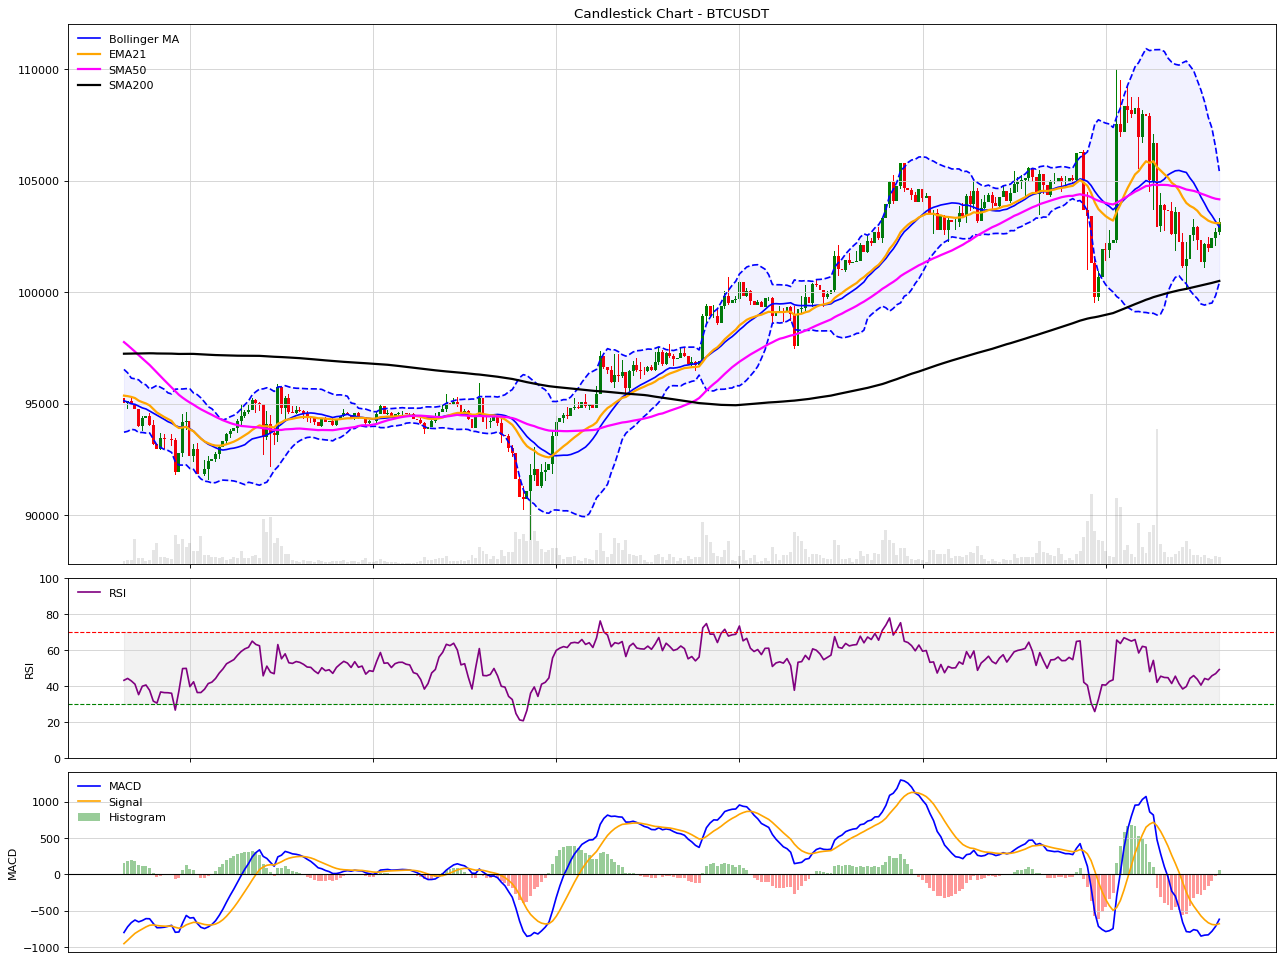 Candlestick Chart - BTCUSDT
Bollinger MA
EMA21
SMA50
SMA200
110000
105000
100000
95000
90000
RSI
100
80
60
40
20
0
RSI
MACD
Signal
Histogram
1000
500
0
−500
−1000
MACD